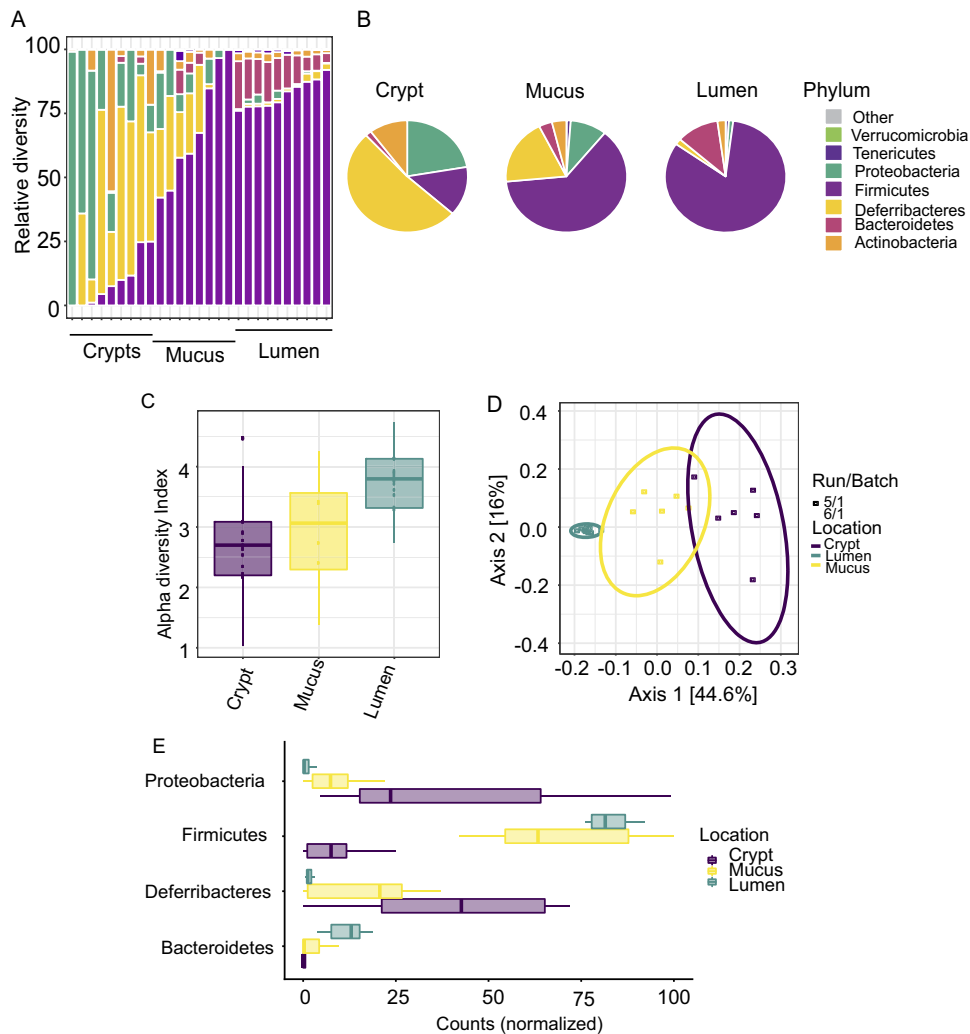 A
Relative diversity
100
75
50
25
0
Crypts
Mucus
Lumen
B
Crypt
Mucus
Lumen
Phylum
Other
Verrucomicrobia
Tenericutes
Proteobacteria
Firmicutes
Deferribacteres
Bacteroidetes
Actinobacteria
C
Alpha diversity Index
4
3
2
1
Crypt
Mucus
Lumen
D
Axis 2 [16%]
0.4
0.2
0.0
-0.2
-0.4
-0.2 -0.1 0.0 0.1 0.2 0.3
Axis 1 [44.6%]
Run/Batch
5/1
6/1
Location
Crypt
Lumen
Mucus
E
Proteobacteria
Firmicutes
Deferribacteres
Bacteroidetes
0 25 50 75 100
Counts (normalized)
Location
Crypt
Mucus
Lumen